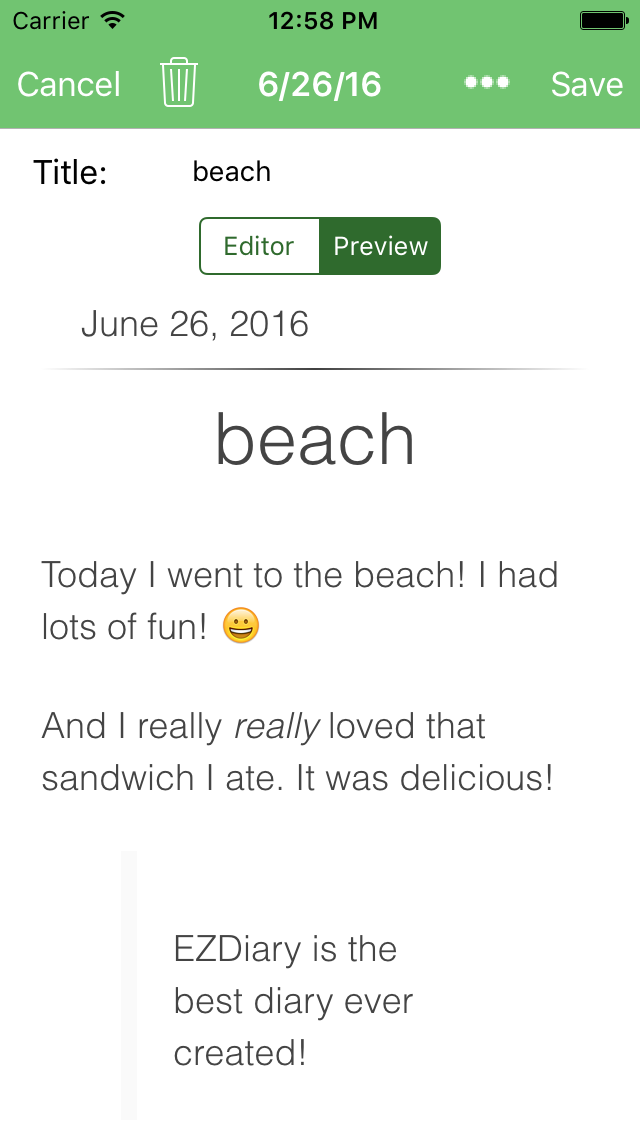 Carrier 12:58 PM
Cancel 6/26/16 ••• Save
Title: beach
Editor Preview
June 26, 2016
beach
Today I went to the beach! I had
lots of fun! 😀
And I really really loved that
sandwich I ate. It was delicious!
EZDiary is the
best diary ever
created!